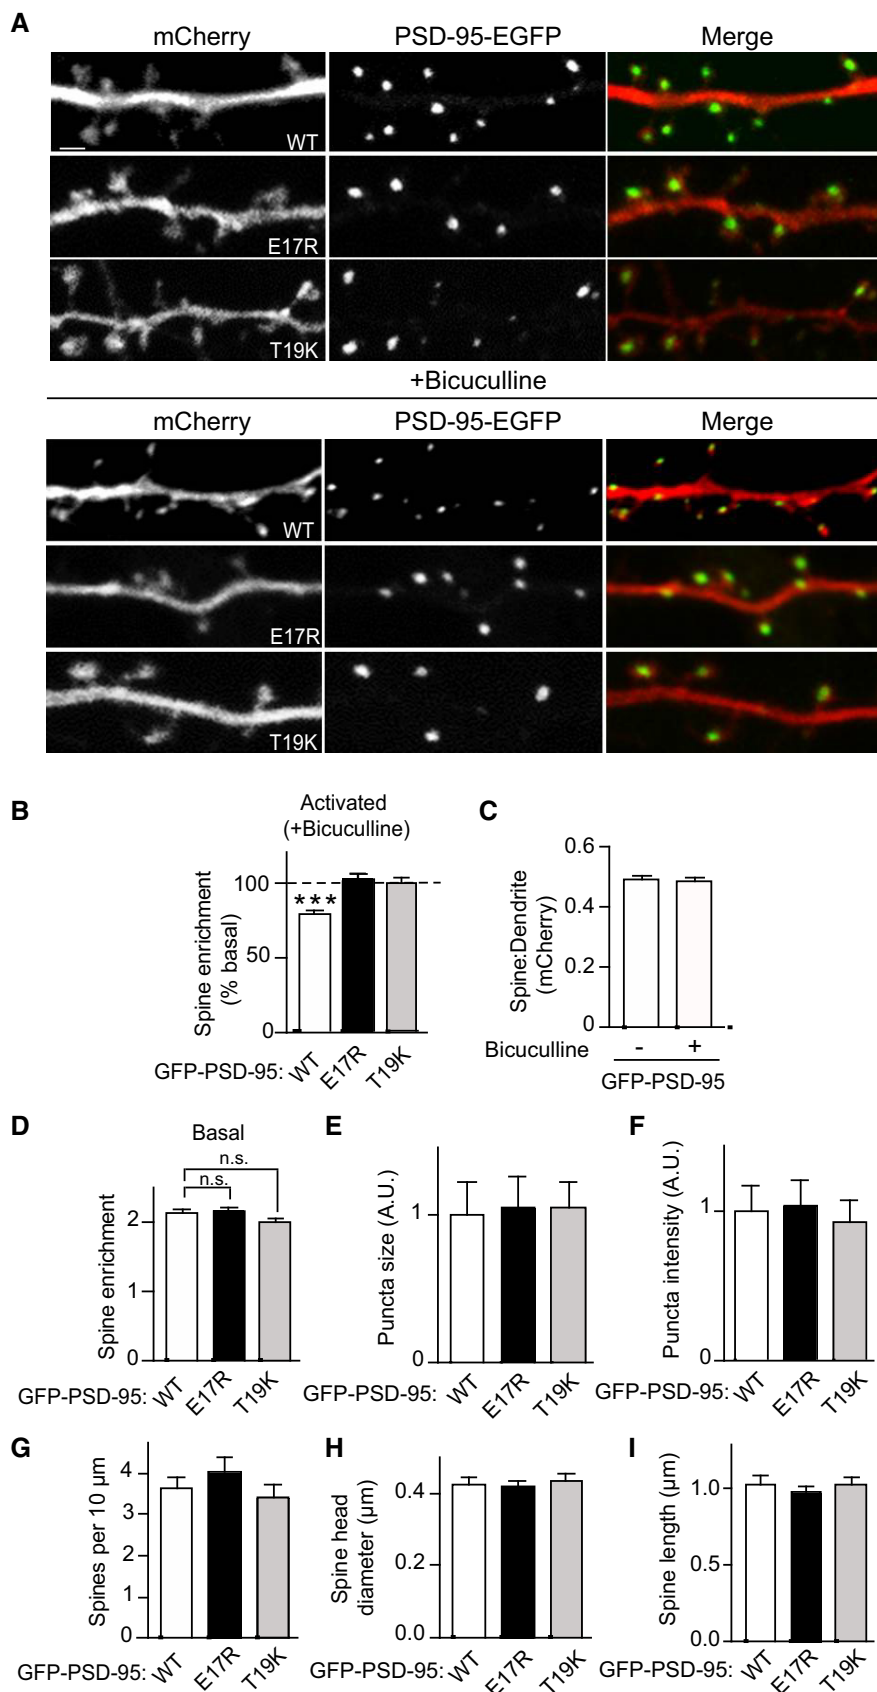 A
mCherry PSD-95-EGFP Merge
WT
E17R
T19K
+Bicuculline
mCherry PSD-95-EGFP Merge
WT
E17R
T19K
B
Activated
(+Bicuculline)
Spine enrichment
(% basal)
100
50
0
***
GFP-PSD-95: WT E17R T19K
C
Spine:Dendrite
(mCherry)
0.6
0.4
0.2
0
Bicuculline - +
GFP-PSD-95
D
Basal
n.s.
n.s.
Spine enrichment
2
1
0
GFP-PSD-95: WT E17R T19K
E
Puncta size (A.U.)
1
0
GFP-PSD-95: WT E17R T19K
F
Puncta intensity (A.U.)
1
0
GFP-PSD-95: WT E17R T19K
G
Spines per 10 µm
4
3
2
1
0
GFP-PSD-95: WT E17R T19K
H
Spine head
diameter (µm)
0.4
0.2
0.0
GFP-PSD-95: WT E17R T19K
I
Spine length (µm)
1.0
0.5
0.0
GFP-PSD-95: WT E17R T19K